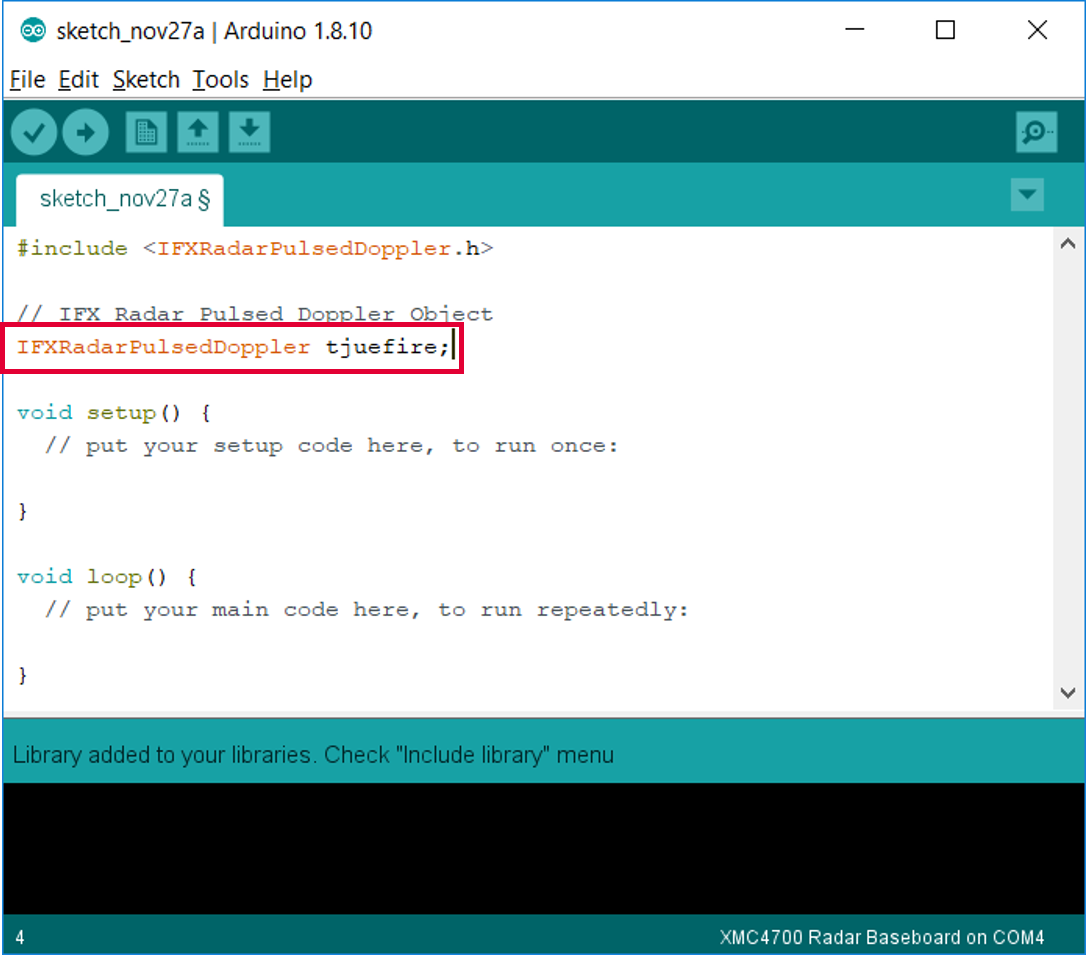 sketch_nov27a | Arduino 1.8.10
File Edit Sketch Tools Help
sketch_nov27a §
#include <IFXRadarPulsedDoppler.h>
// IFX Radar Pulsed Doppler Object
IFXRadarPulsedDoppler tjuefire;
void setup() {
// put your setup code here, to run once:
}
void loop() {
// put your main code here, to run repeatedly:
}
Library added to your libraries. Check "Include library" menu
4 XMC4700 Radar Baseboard on COM4